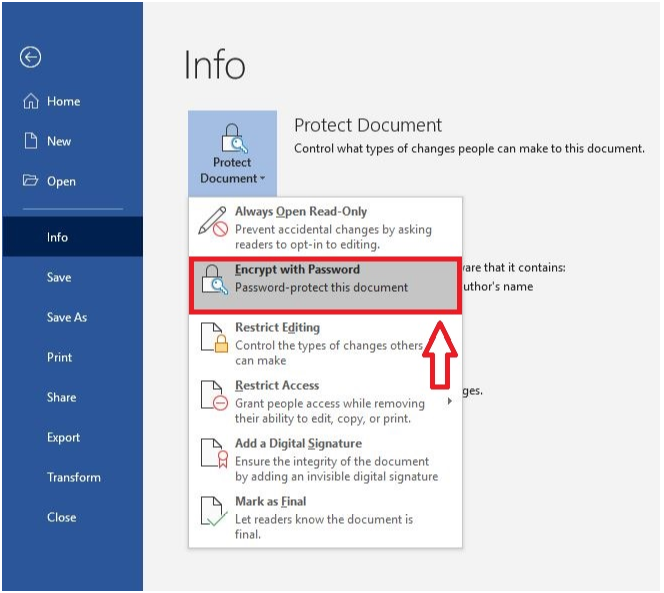 Info
Home
New
Open
Info
Save
Save As
Print
Share
Export
Transform
Close
Protect
Document
Protect Document
Control what types of changes people can make to this document.
Always Open Read-Only
Prevent accidental changes by asking
readers to opt-in to editing.
Encrypt with Password
Password-protect this document
Restrict Editing
Control the types of changes others
can make
Restrict Access
Grant people access while removing
their ability to edit, copy, or print.
Add a Digital Signature
Ensure the integrity of the document
by adding an invisible digital signature
Mark as Final
Let readers know the document is
final.
that it contains:
name